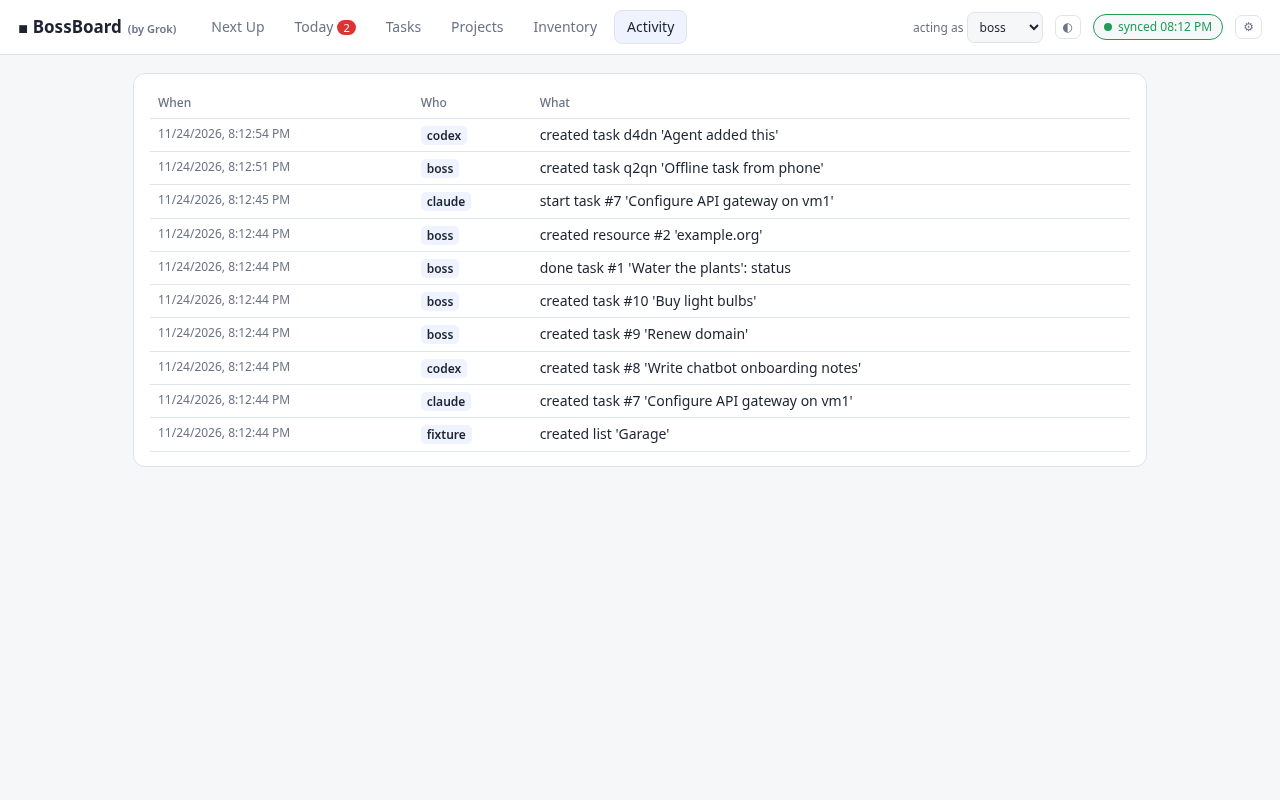 ■ BossBoard (by Grok) Next Up Today 2 Tasks Projects Inventory Activity acting as boss synced 08:12 PM
When Who What
11/24/2026, 8:12:54 PM codex created task d4dn 'Agent added this'
11/24/2026, 8:12:51 PM boss created task q2qn 'Offline task from phone'
11/24/2026, 8:12:45 PM claude start task #7 'Configure API gateway on vm1'
11/24/2026, 8:12:44 PM boss created resource #2 'example.org'
11/24/2026, 8:12:44 PM boss done task #1 'Water the plants': status
11/24/2026, 8:12:44 PM boss created task #10 'Buy light bulbs'
11/24/2026, 8:12:44 PM boss created task #9 'Renew domain'
11/24/2026, 8:12:44 PM codex created task #8 'Write chatbot onboarding notes'
11/24/2026, 8:12:44 PM claude created task #7 'Configure API gateway on vm1'
11/24/2026, 8:12:44 PM fixture created list 'Garage'